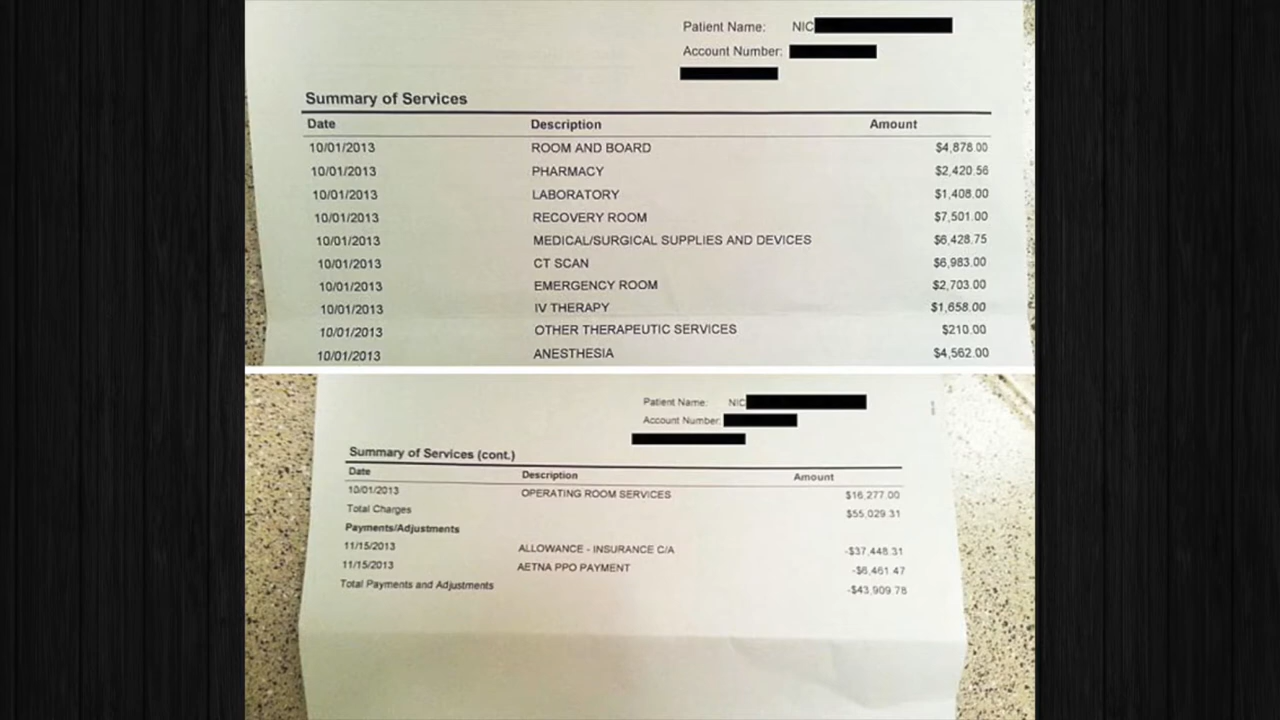 Patient Name: NIC
Account Number:
Summary of Services
Date Description Amount
10/01/2013 ROOM AND BOARD $4,878.00
10/01/2013 PHARMACY $2,420.56
10/01/2013 LABORATORY $1,408.00
10/01/2013 RECOVERY ROOM $7,501.00
10/01/2013 MEDICAL/SURGICAL SUPPLIES AND DEVICES $6,428.75
10/01/2013 CT SCAN $6,983.00
10/01/2013 EMERGENCY ROOM $2,703.00
10/01/2013 IV THERAPY $1,658.00
10/01/2013 OTHER THERAPEUTIC SERVICES $210.00
10/01/2013 ANESTHESIA $4,562.00
Patient Name: NIC
Account Number:
Summary of Services (cont.)
Date Description Amount
10/01/2013 OPERATING ROOM SERVICES $16,277.00
Total Charges $55,029.31
Payments/Adjustments
11/15/2013 ALLOWANCE - INSURANCE C/A -$37,448.31
11/15/2013 AETNA PPO PAYMENT -$6,461.47
Total Payments and Adjustments -$43,909.78